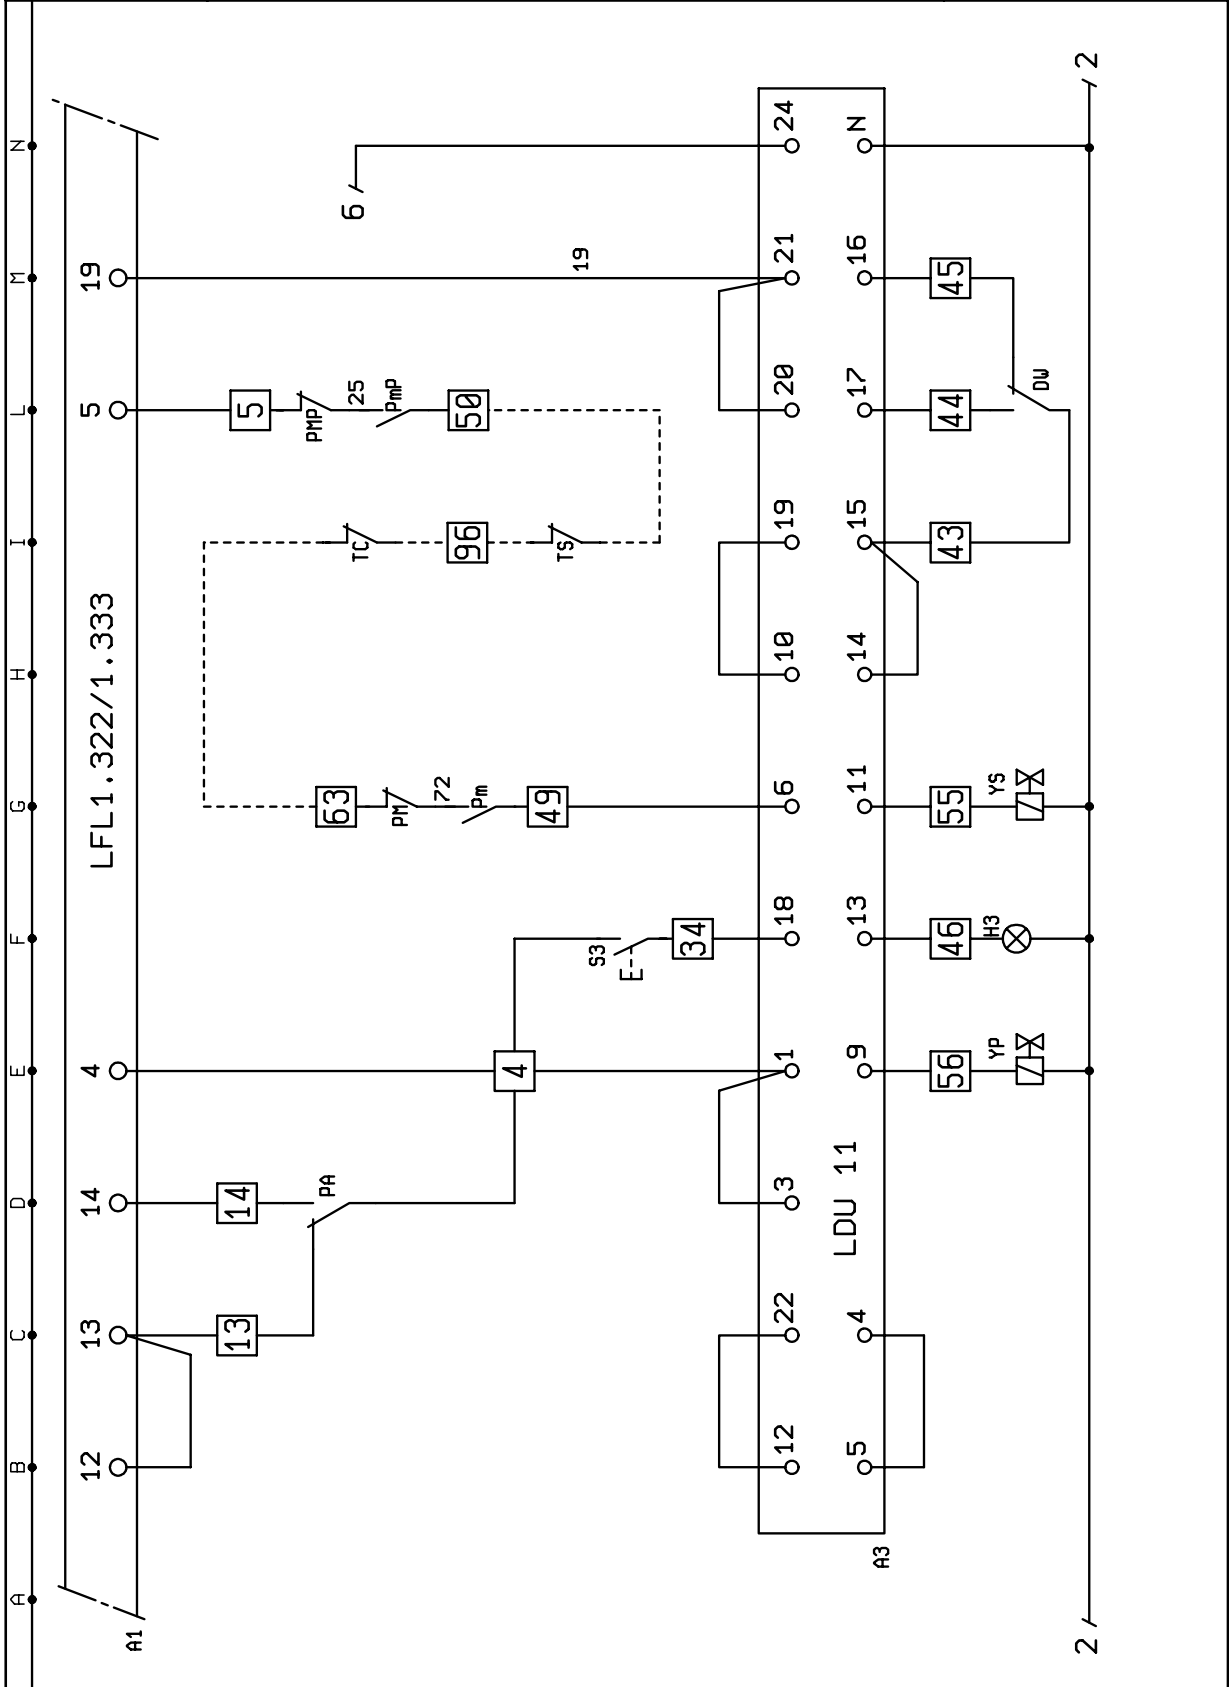 A B C D E F G H I L M N
12 13 14 4 5 19
LFL1.322/1.333
A1
13 14 5
PMP
PA
63
6
25
TC
PmP
PM
72
96 50
Pm
4
49
TS
19
S3
E
34
12 22 3 1 18 6 10 19 20 21 24
LDU 11
5 4 9 13 11 14 15 17 16 N
A3
56 46 55 43 44 45
YP H3 YS
DW
2 2